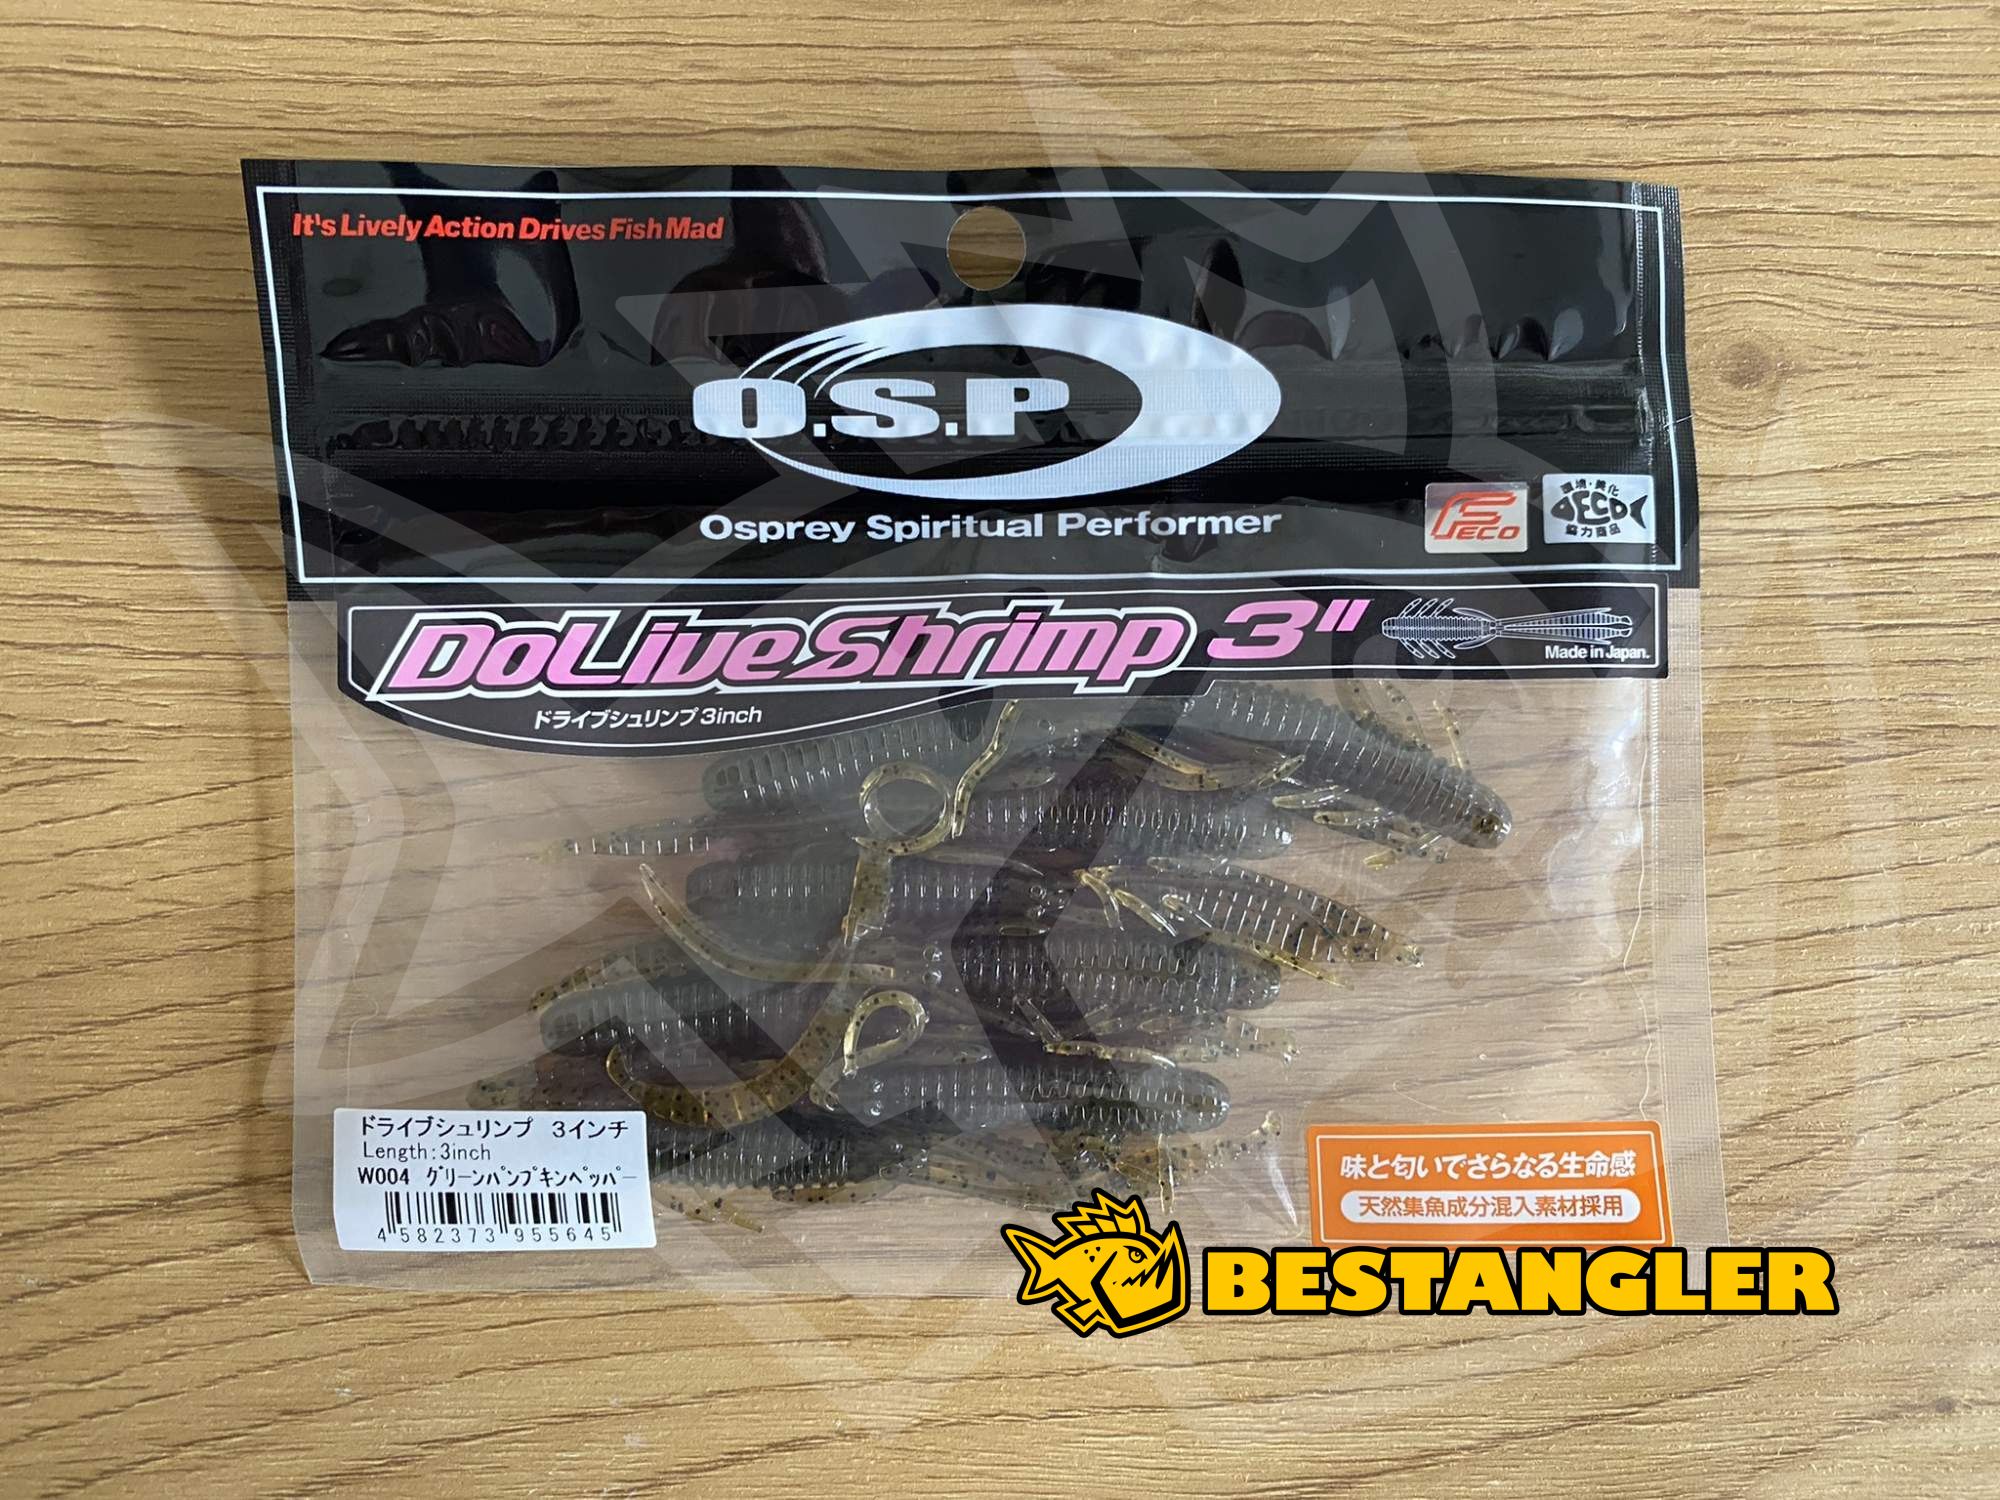 It's Lively Action Drives Fish Mad
O.S.P
Osprey Spiritual Performer
FECO
環境・美化
ECO
協力商品
DoLiveShrimp 3"
Made in Japan.
ドライブシュリンプ 3inch
ドライブシュリンプ 3インチ
Length:3inch
W004 グリーンパンプキンペッパー
4 582373 955645
味と匂いでさらなる生命感
天然集魚成分混入素材採用
BESTANGLER